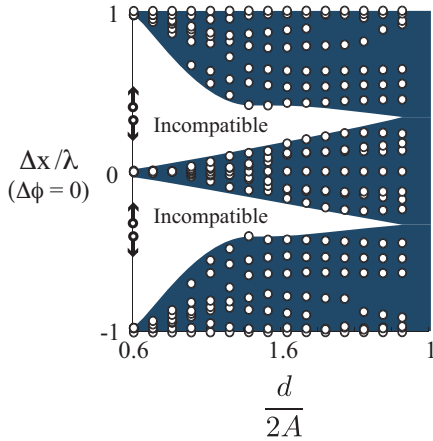 1
Incompatible
Δx/λ
(Δϕ = 0)
0
Incompatible
-1
0.6
1.6
1
d
2A